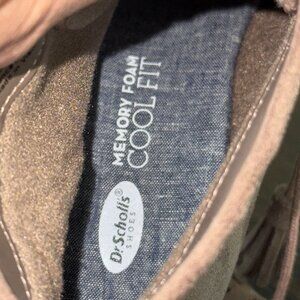 MEMORY FOAM
COOL FIT
Dr.Scholl's®
SHOES